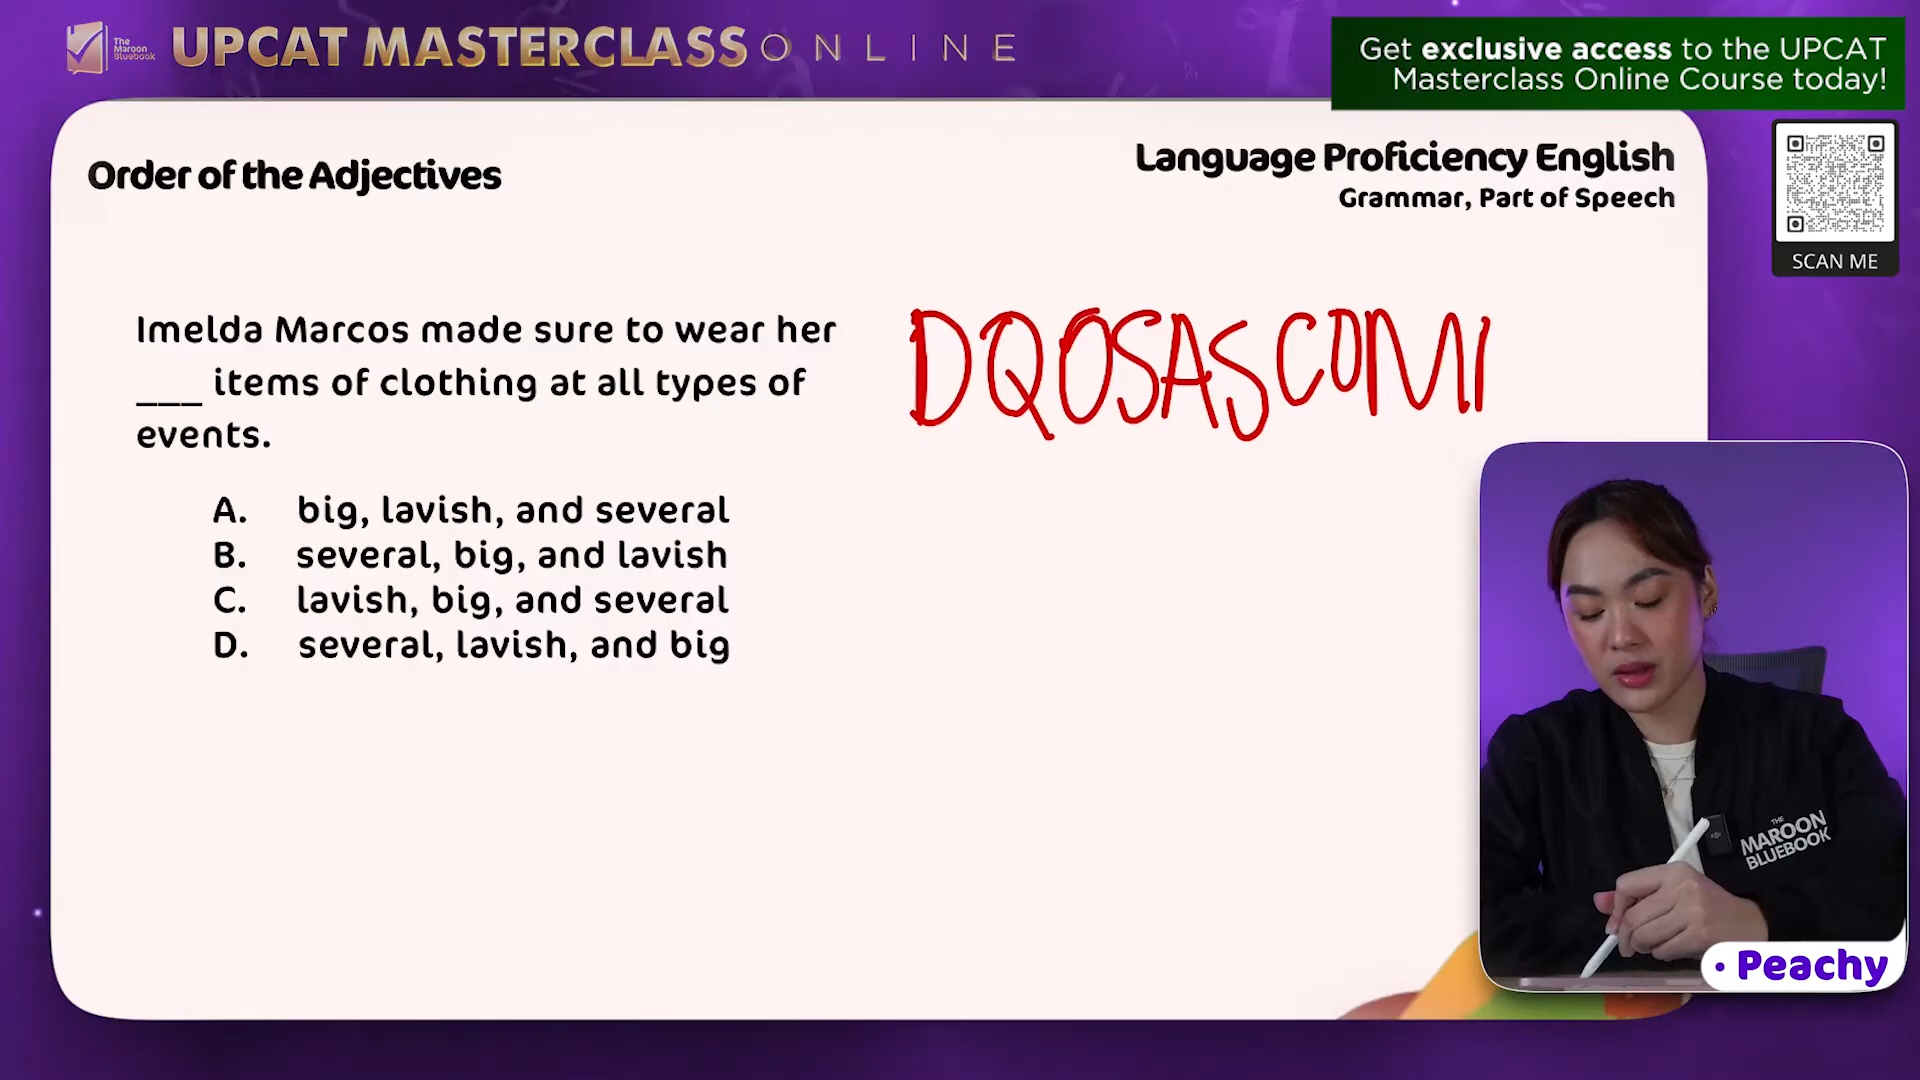 The
Maroon
Bluebook
UPCAT MASTERCLASS ONLINE
Get exclusive access to the UPCAT
Masterclass Online Course today!
SCAN ME
Order of the Adjectives
Language Proficiency English
Grammar, Part of Speech
Imelda Marcos made sure to wear her
___ items of clothing at all types of
events.
A. big, lavish, and several
B. several, big, and lavish
C. lavish, big, and several
D. several, lavish, and big
DQOSASCOM
THE
MAROON
BLUEBOOK
• Peachy